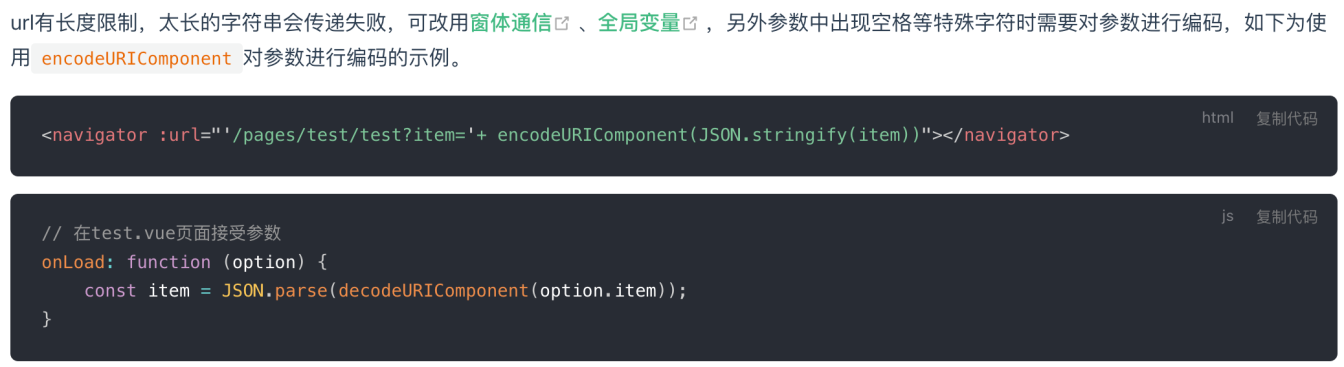 url有长度限制，太长的字符串会传递失败，可改用窗体通信、全局变量，另外参数中出现空格等特殊字符时需要对参数进行编码，如下为使
用 encodeURIComponent 对参数进行编码的示例。
html 复制代码
<navigator :url="'/pages/test/test?item='+ encodeURIComponent(JSON.stringify(item))"></navigator>
js 复制代码
// 在test.vue页面接受参数
onLoad: function (option) {
    const item = JSON.parse(decodeURIComponent(option.item));
}